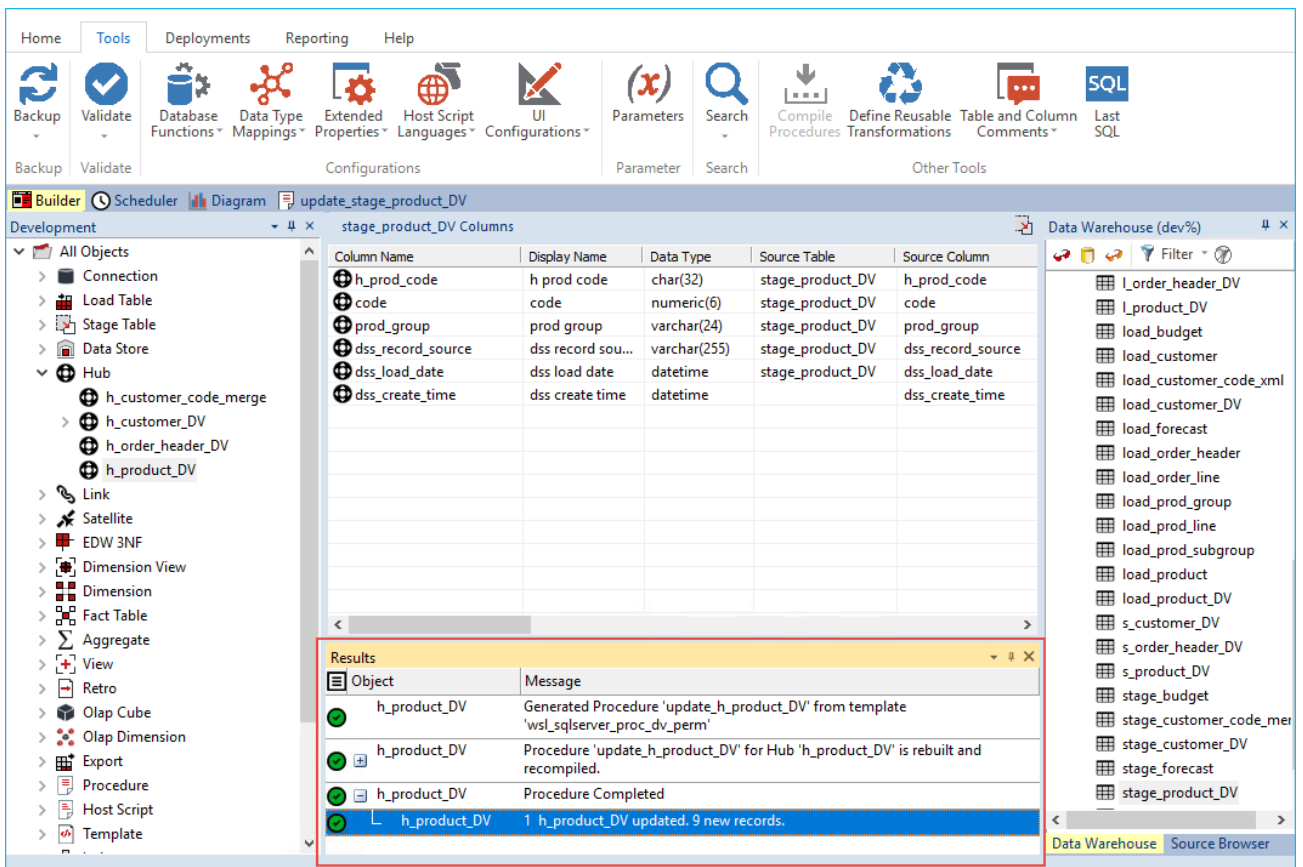 Home Tools Deployments Reporting Help
Backup Validate Database Functions Data Type Mappings Extended Properties Host Script Languages UI Configurations Parameters Search Compile Procedures Define Reusable Transformations Table and Column Comments SQL Last SQL
Backup Validate Configurations Parameter Search Other Tools
Builder Scheduler Diagram update_stage_product_DV
Development
All Objects
Connection
Load Table
Stage Table
Data Store
Hub
h_customer_code_merge
h_customer_DV
h_order_header_DV
h_product_DV
Link
Satellite
EDW 3NF
Dimension View
Dimension
Fact Table
Aggregate
View
Retro
Olap Cube
Olap Dimension
Export
Procedure
Host Script
Template
stage_product_DV Columns
Column Name Display Name Data Type Source Table Source Column
h_prod_code h prod code char(32) stage_product_DV h_prod_code
code code numeric(6) stage_product_DV code
prod_group prod group varchar(24) stage_product_DV prod_group
dss_record_source dss record sou... varchar(255) stage_product_DV dss_record_source
dss_load_date dss load date datetime stage_product_DV dss_load_date
dss_create_time dss create time datetime dss_create_time
Results
Object Message
h_product_DV Generated Procedure 'update_h_product_DV' from template
'wsl_sqlserver_proc_dv_perm'
h_product_DV Procedure 'update_h_product_DV' for Hub 'h_product_DV' is rebuilt and
recompiled.
h_product_DV Procedure Completed
h_product_DV 1 h_product_DV updated. 9 new records.
Data Warehouse (dev%)
Filter
l_order_header_DV
l_product_DV
load_budget
load_customer
load_customer_code_xml
load_customer_DV
load_forecast
load_order_header
load_order_line
load_prod_group
load_prod_line
load_prod_subgroup
load_product
load_product_DV
s_customer_DV
s_order_header_DV
s_product_DV
stage_budget
stage_customer_code_mer
stage_customer_DV
stage_forecast
stage_product_DV
Data Warehouse Source Browser